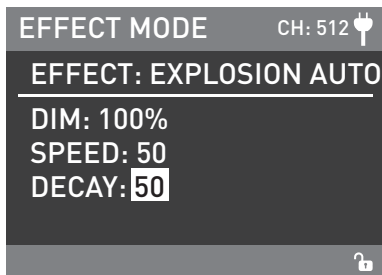 EFFECT MODE CH: 512
EFFECT: EXPLOSION AUTO
DIM: 100%
SPEED: 50
DECAY: 50